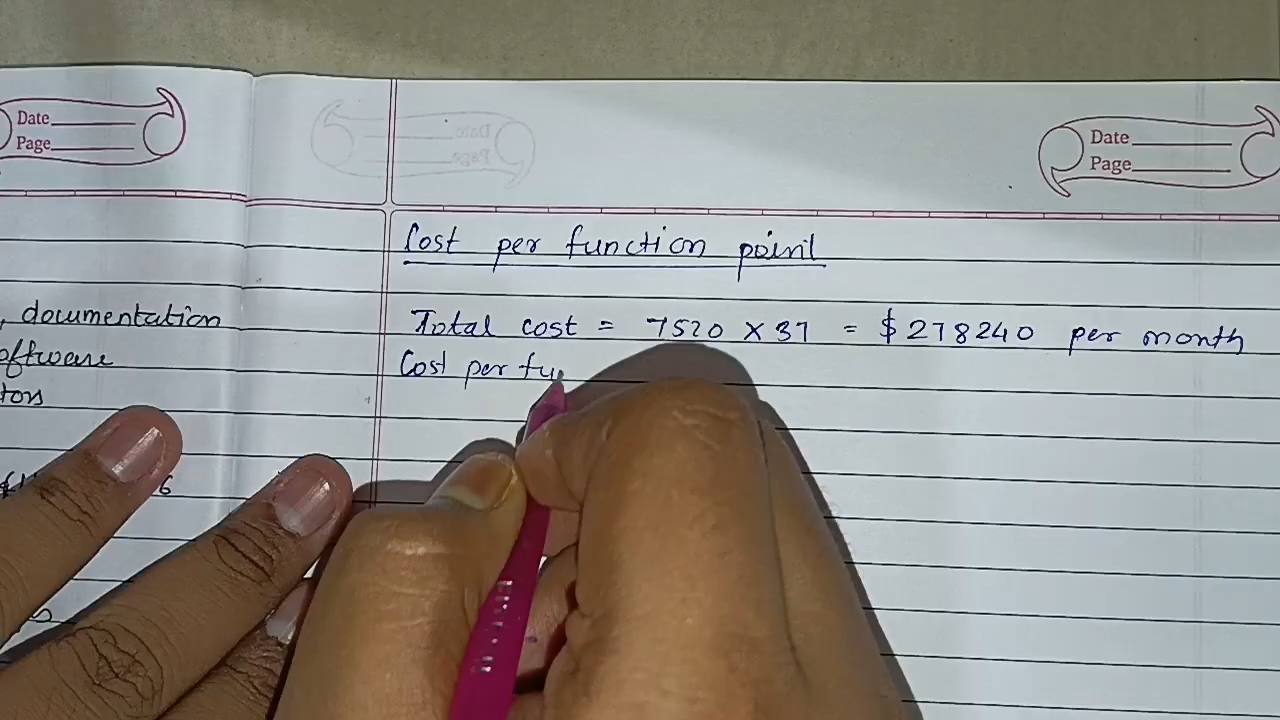 Date
Page
Date
Page
Cost per function point
, documentation
oftware
tors
Total cost = 7520 X 37 = $278240 per month
Cost per fu